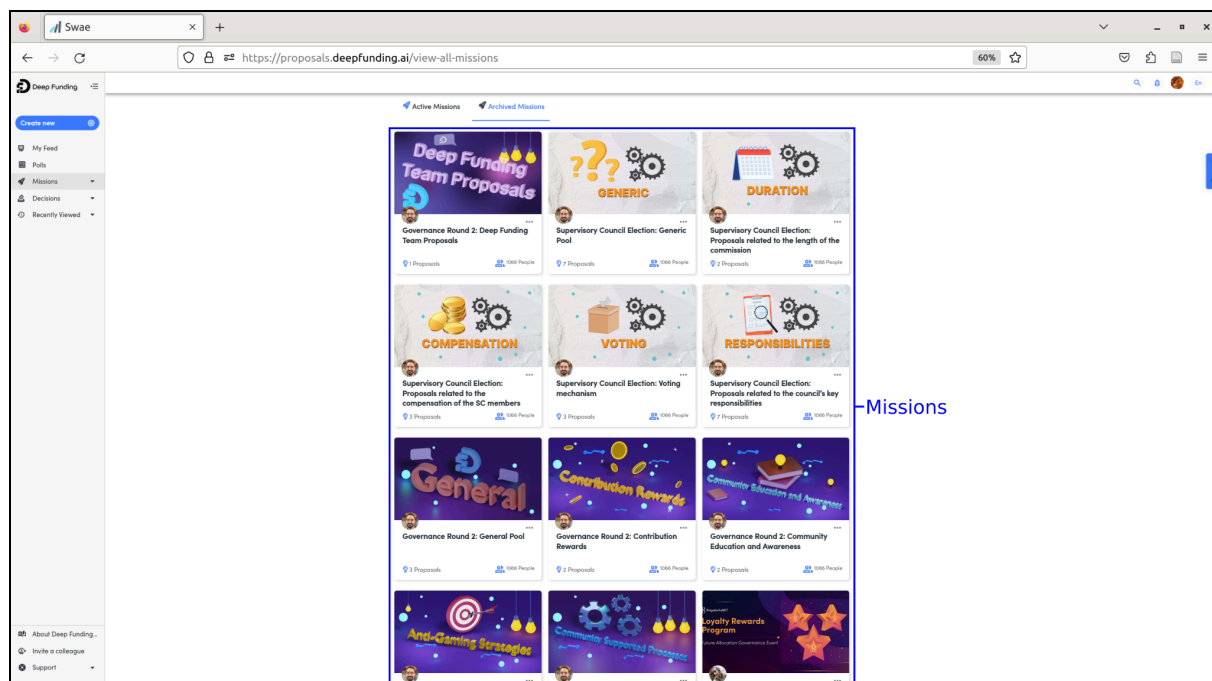 Swae
https://proposals.deepfunding.ai/view-all-missions
60%
Deep Funding
En
Create new
My Feed
Polls
Missions
Decisions
Recently Viewed
About Deep Funding...
Invite a colleague
Support
Active Missions
Archived Missions
Deep Funding
Team Proposals
Governance Round 2: Deep Funding
Team Proposals
1 Proposals
1066 People
???
GENERIC
Supervisory Council Election: Generic
Pool
7 Proposals
1066 People
DURATION
Supervisory Council Election:
Proposals related to the length of the
commission
2 Proposals
1066 People
COMPENSATION
Supervisory Council Election:
Proposals related to the
compensation of the SC members
3 Proposals
1066 People
VOTING
Supervisory Council Election: Voting
mechanism
3 Proposals
1066 People
RESPONSIBILITIES
Supervisory Council Election:
Proposals related to the council's key
responsibilities
7 Proposals
1066 People
Missions
General
Governance Round 2: General Pool
3 Proposals
1066 People
Contribution Rewards
Governance Round 2: Contribution
Rewards
2 Proposals
1066 People
Community Education and Awareness
Governance Round 2: Community
Education and Awareness
2 Proposals
1066 People
Anti-Gaming Strategies
Community Supported Processes
SingularityNET
Loyalty Rewards
Program
Future Allocation Governance Event